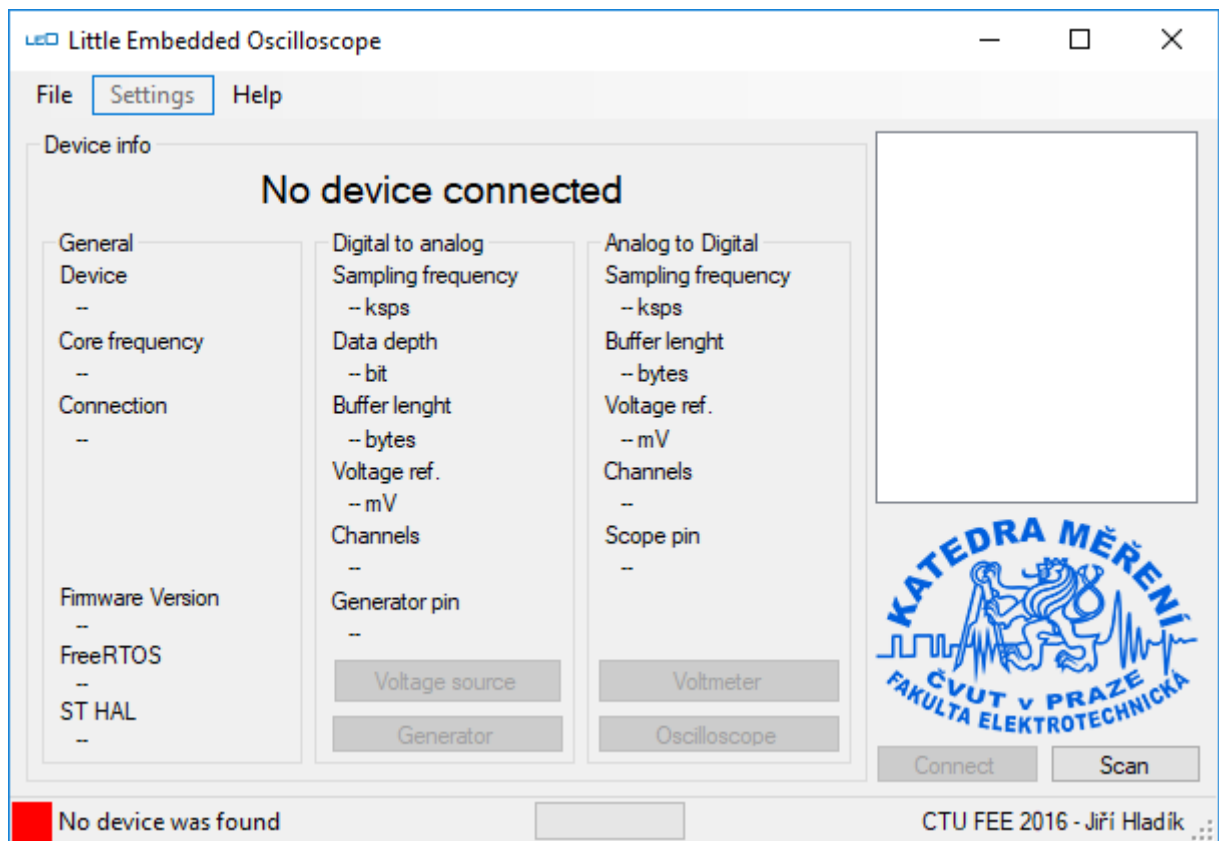 LEO Little Embedded Oscilloscope
File Settings Help
Device info
No device connected
General
Device
--
Core frequency
--
Connection
--
Firmware Version
--
FreeRTOS
--
ST HAL
--
Digital to analog
Sampling frequency
-- ksps
Data depth
-- bit
Buffer lenght
-- bytes
Voltage ref.
-- mV
Channels
--
Generator pin
--
Voltage source
Generator
Analog to Digital
Sampling frequency
-- ksps
Buffer lenght
-- bytes
Voltage ref.
-- mV
Channels
--
Scope pin
--
Voltmeter
Oscilloscope
KATEDRA MĚŘENÍ
ČVUT v PRAZE
FAKULTA ELEKTROTECHNICKÁ
Connect Scan
No device was found
CTU FEE 2016 - Jiří Hladík